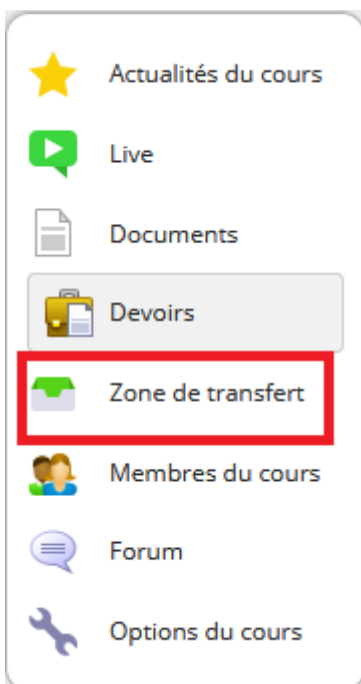 Actualités du cours
Live
Documents
Devoirs
Zone de transfert
Membres du cours
Forum
Options du cours